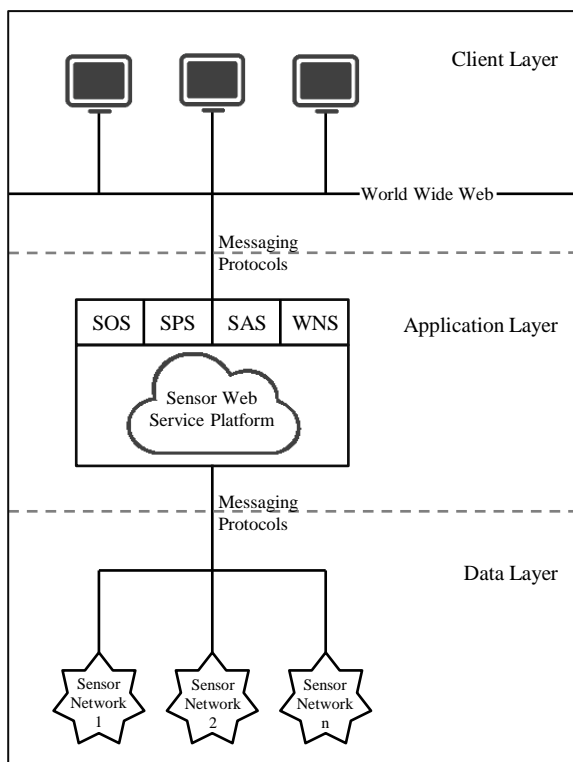 Client Layer
World Wide Web
Messaging
Protocols
SOS SPS SAS WNS
Application Layer
Sensor Web
Service Platform
Messaging
Protocols
Data Layer
Sensor
Network
1
Sensor
Network
2
Sensor
Network
n